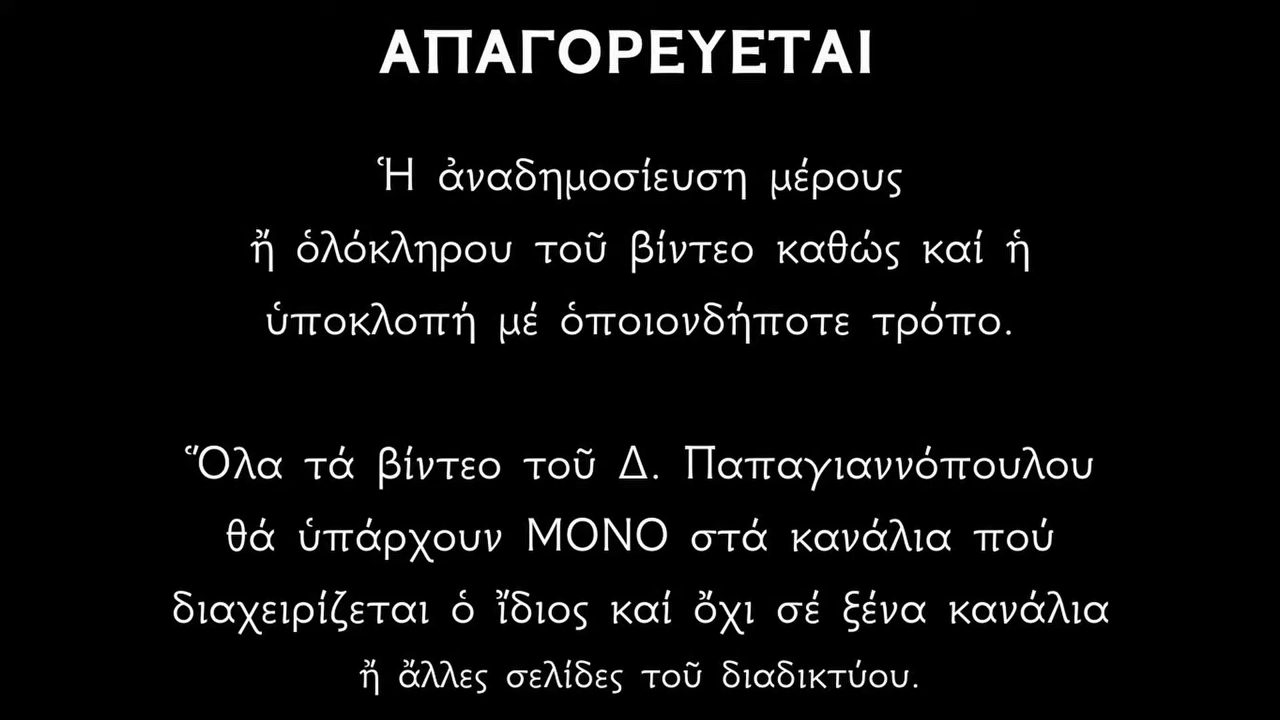 ΑΠΑΓΟΡΕΥΕΤΑΙ
Ἡ ἀναδημοσίευση μέρους
ἤ ὁλόκληρου τοῦ βίντεο καθώς καί ἡ
ὑποκλοπή μέ ὁποιονδήποτε τρόπο.
Ὅλα τά βίντεο τοῦ Δ. Παπαγιαννόπουλου
θά ὑπάρχουν ΜΟΝΟ στά κανάλια πού
διαχειρίζεται ὁ ἴδιος καί ὄχι σέ ξένα κανάλια
ἤ ἄλλες σελίδες τοῦ διαδικτύου.